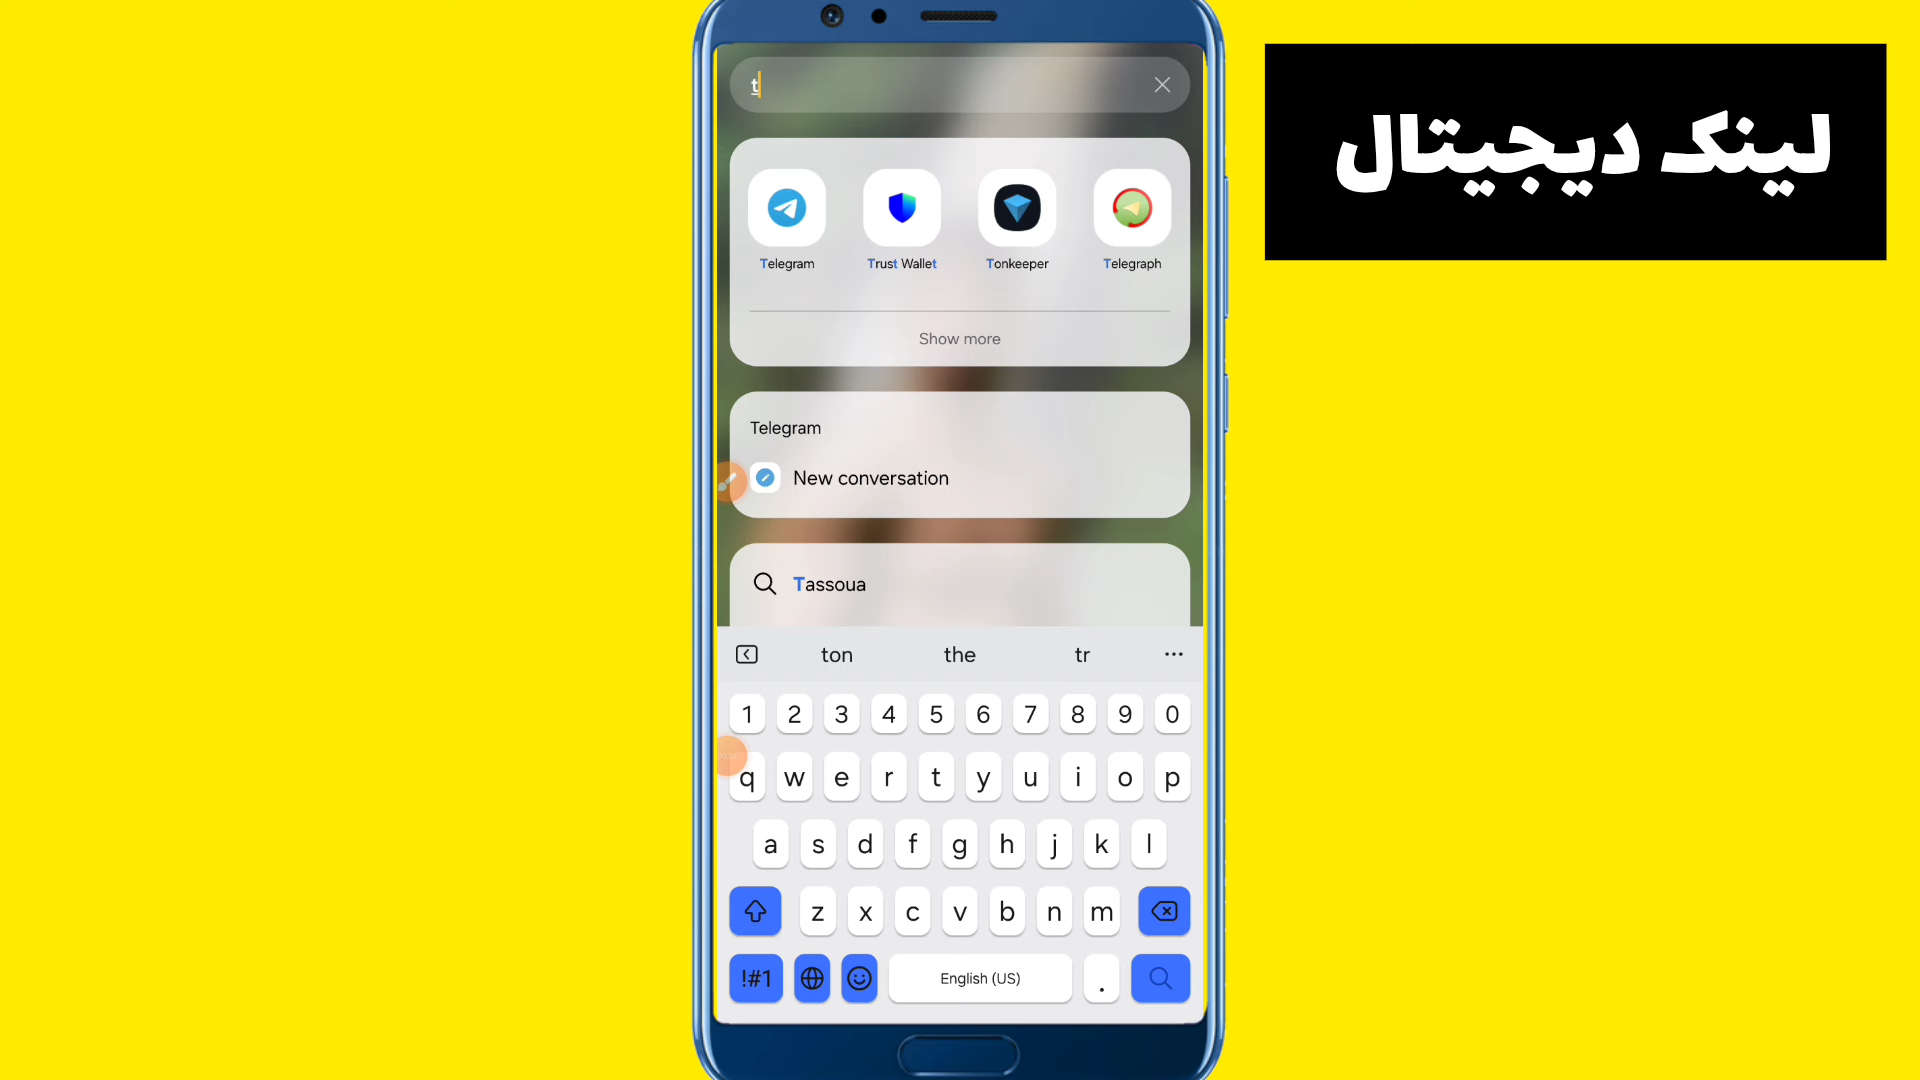 t
لینک دیجیتال
Telegram
Trust Wallet
Tonkeeper
Telegraph
Show more
Telegram
New conversation
Tassoua
ton the tr ...
1 2 3 4 5 6 7 8 9 0
q w e r t y u i o p
a s d f g h j k l
z x c v b n m
!#1 English (US) .